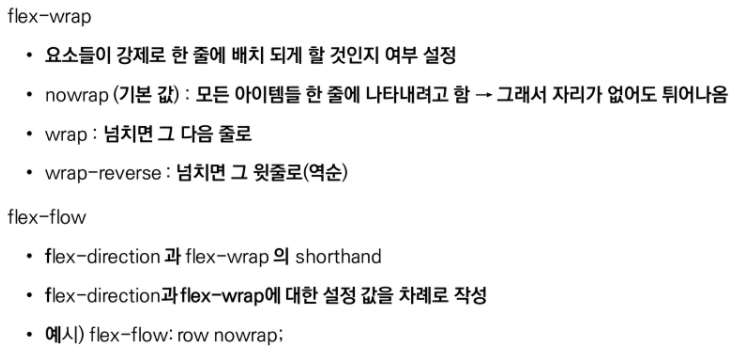 flex-wrap
• 요소들이 강제로 한 줄에 배치 되게 할 것인지 여부 설정
• nowrap (기본 값) : 모든 아이템들 한 줄에 나타내려고 함 → 그래서 자리가 없어도 튀어나옴
• wrap : 넘치면 그 다음 줄로
• wrap-reverse : 넘치면 그 윗줄로(역순)
flex-flow
• flex-direction 과 flex-wrap 의 shorthand
• flex-direction과 flex-wrap에 대한 설정 값을 차례로 작성
• 예시) flex-flow: row nowrap;